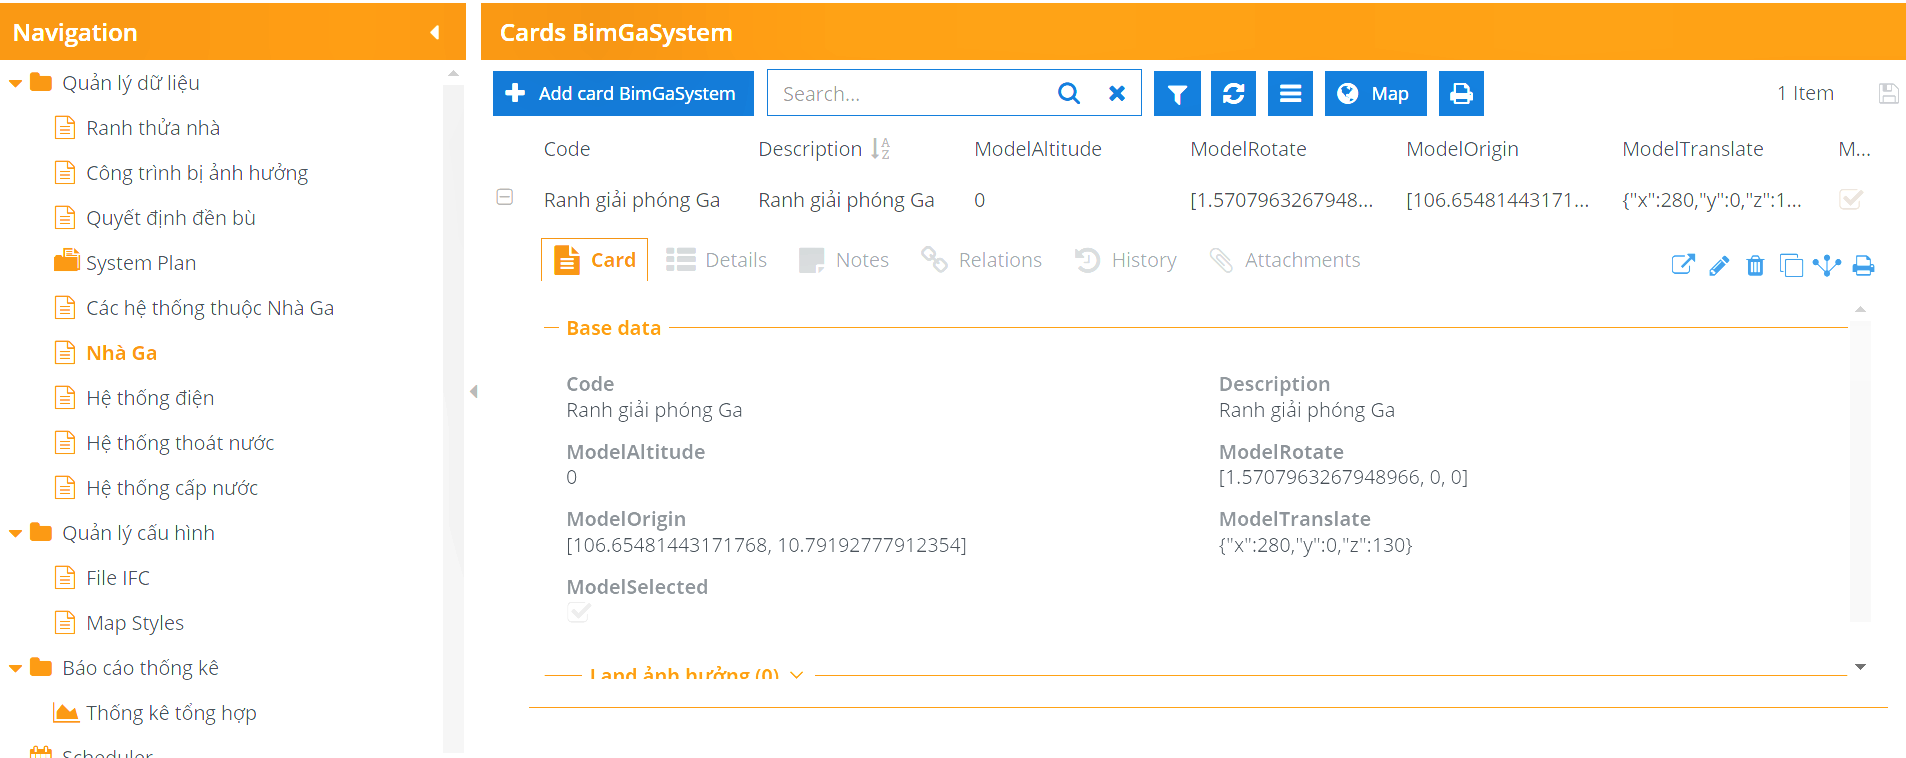 Navigation
Quản lý dữ liệu
Ranh thửa nhà
Công trình bị ảnh hưởng
Quyết định đền bù
System Plan
Các hệ thống thuộc Nhà Ga
Nhà Ga
Hệ thống điện
Hệ thống thoát nước
Hệ thống cấp nước
Quản lý cấu hình
File IFC
Map Styles
Báo cáo thống kê
Thống kê tổng hợp
Scheduler
Cards BimGaSystem
Add card BimGaSystem
Search...
Map
1 Item
Code Description ModelAltitude ModelRotate ModelOrigin ModelTranslate M...
Ranh giải phóng Ga Ranh giải phóng Ga 0 [1.5707963267948... [106.65481443171... {"x":280,"y":0,"z":1...
Card Details Notes Relations History Attachments
Base data
Code
Ranh giải phóng Ga
Description
Ranh giải phóng Ga
ModelAltitude
0
ModelRotate
[1.5707963267948966, 0, 0]
ModelOrigin
[106.65481443171768, 10.79192777912354]
ModelTranslate
{"x":280,"y":0,"z":130}
ModelSelected
Land ảnh hưởng (0)